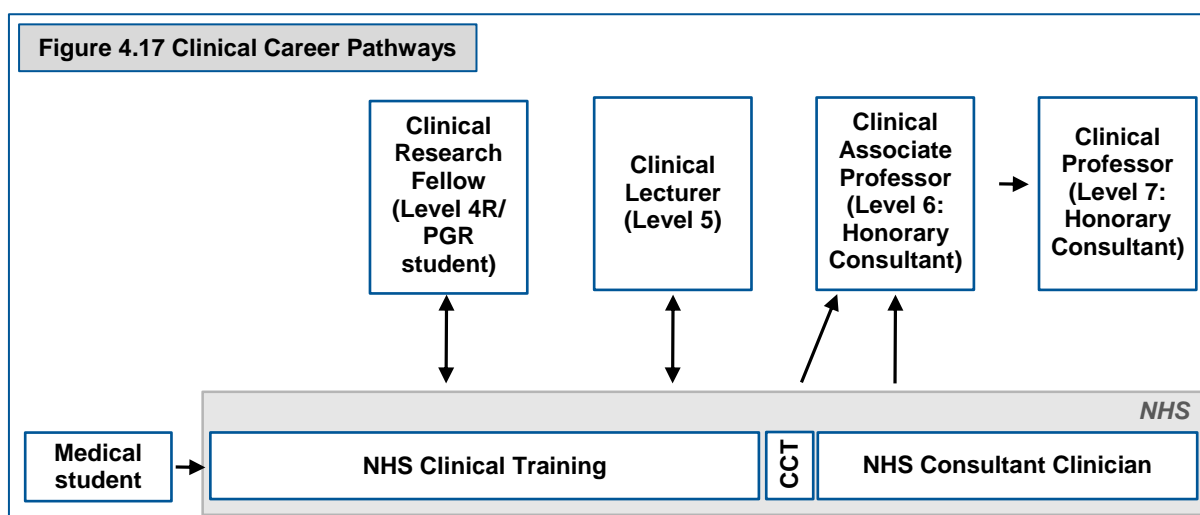 Figure 4.17 Clinical Career Pathways
Clinical
Research
Fellow
(Level 4R/
PGR
student)
Clinical
Lecturer
(Level 5)
Clinical
Associate
Professor
(Level 6:
Honorary
Consultant)
Clinical
Professor
(Level 7:
Honorary
Consultant)
NHS
Medical
student
NHS Clinical Training
CCT
NHS Consultant Clinician